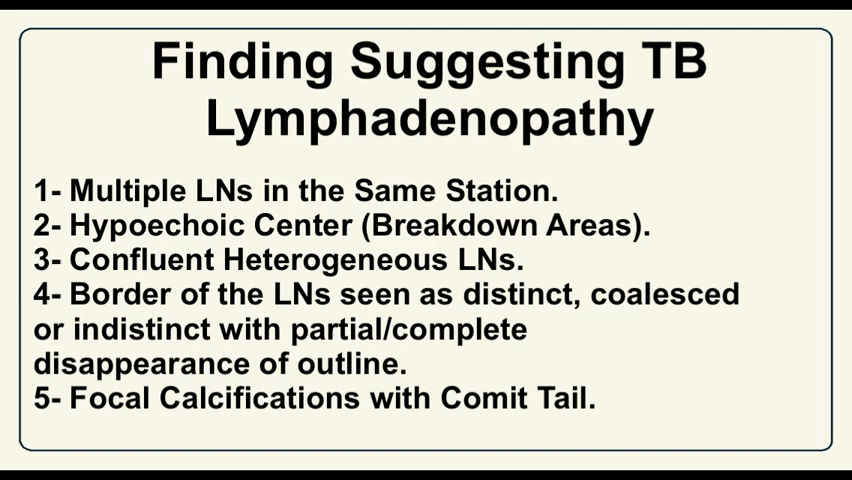 Finding Suggesting TB
Lymphadenopathy
1- Multiple LNs in the Same Station.
2- Hypoechoic Center (Breakdown Areas).
3- Confluent Heterogeneous LNs.
4- Border of the LNs seen as distinct, coalesced
or indistinct with partial/complete
disappearance of outline.
5- Focal Calcifications with Comit Tail.